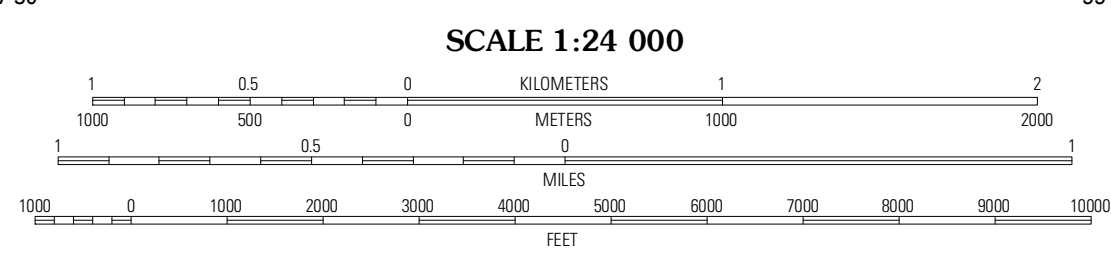 SCALE 1:24 000
1 0.5 0 KILOMETERS 1 2
1000 500 0 METERS 1000 2000
1 0.5 0 1
MILES
1000 0 1000 2000 3000 4000 5000 6000 7000 8000 9000 10000
FEET